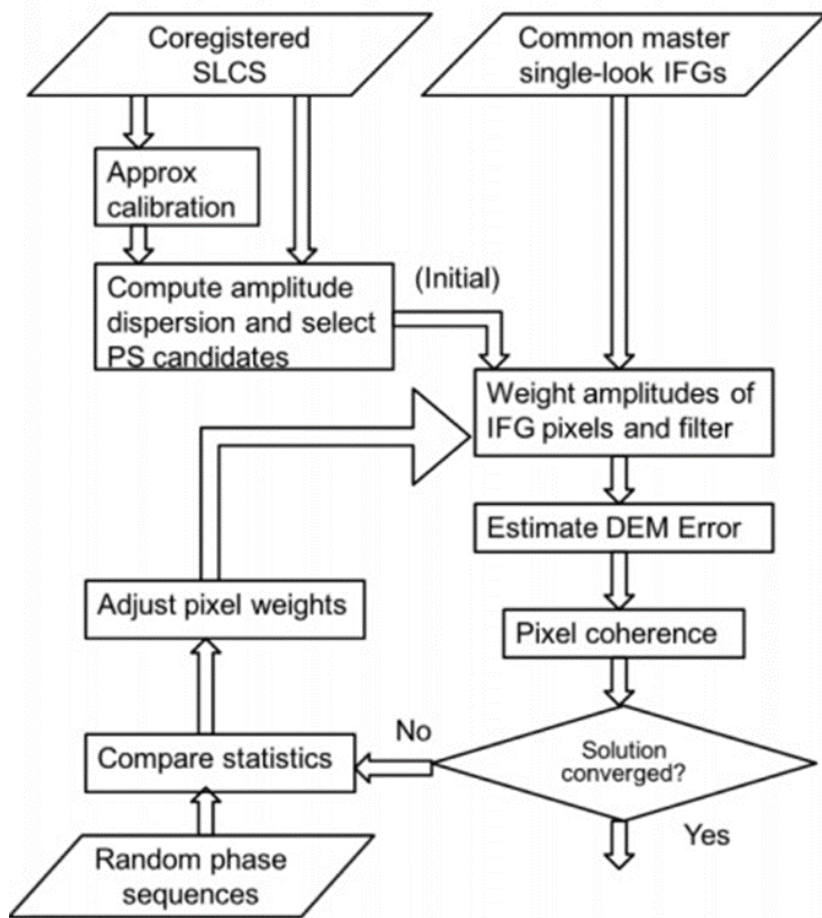 Coregistered
SLCS
Common master
single-look IFGs
Approx
calibration
Compute amplitude
dispersion and select
PS candidates
(Initial)
Weight amplitudes of
IFG pixels and filter
Estimate DEM Error
Adjust pixel weights
Pixel coherence
No
Solution
converged?
Compare statistics
Yes
Random phase
sequences